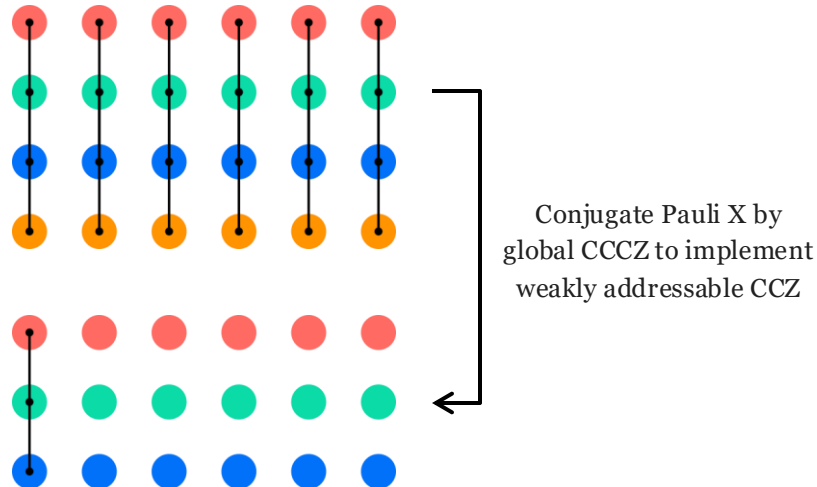 Conjugate Pauli X by
global CCCZ to implement
weakly addressable CCZ